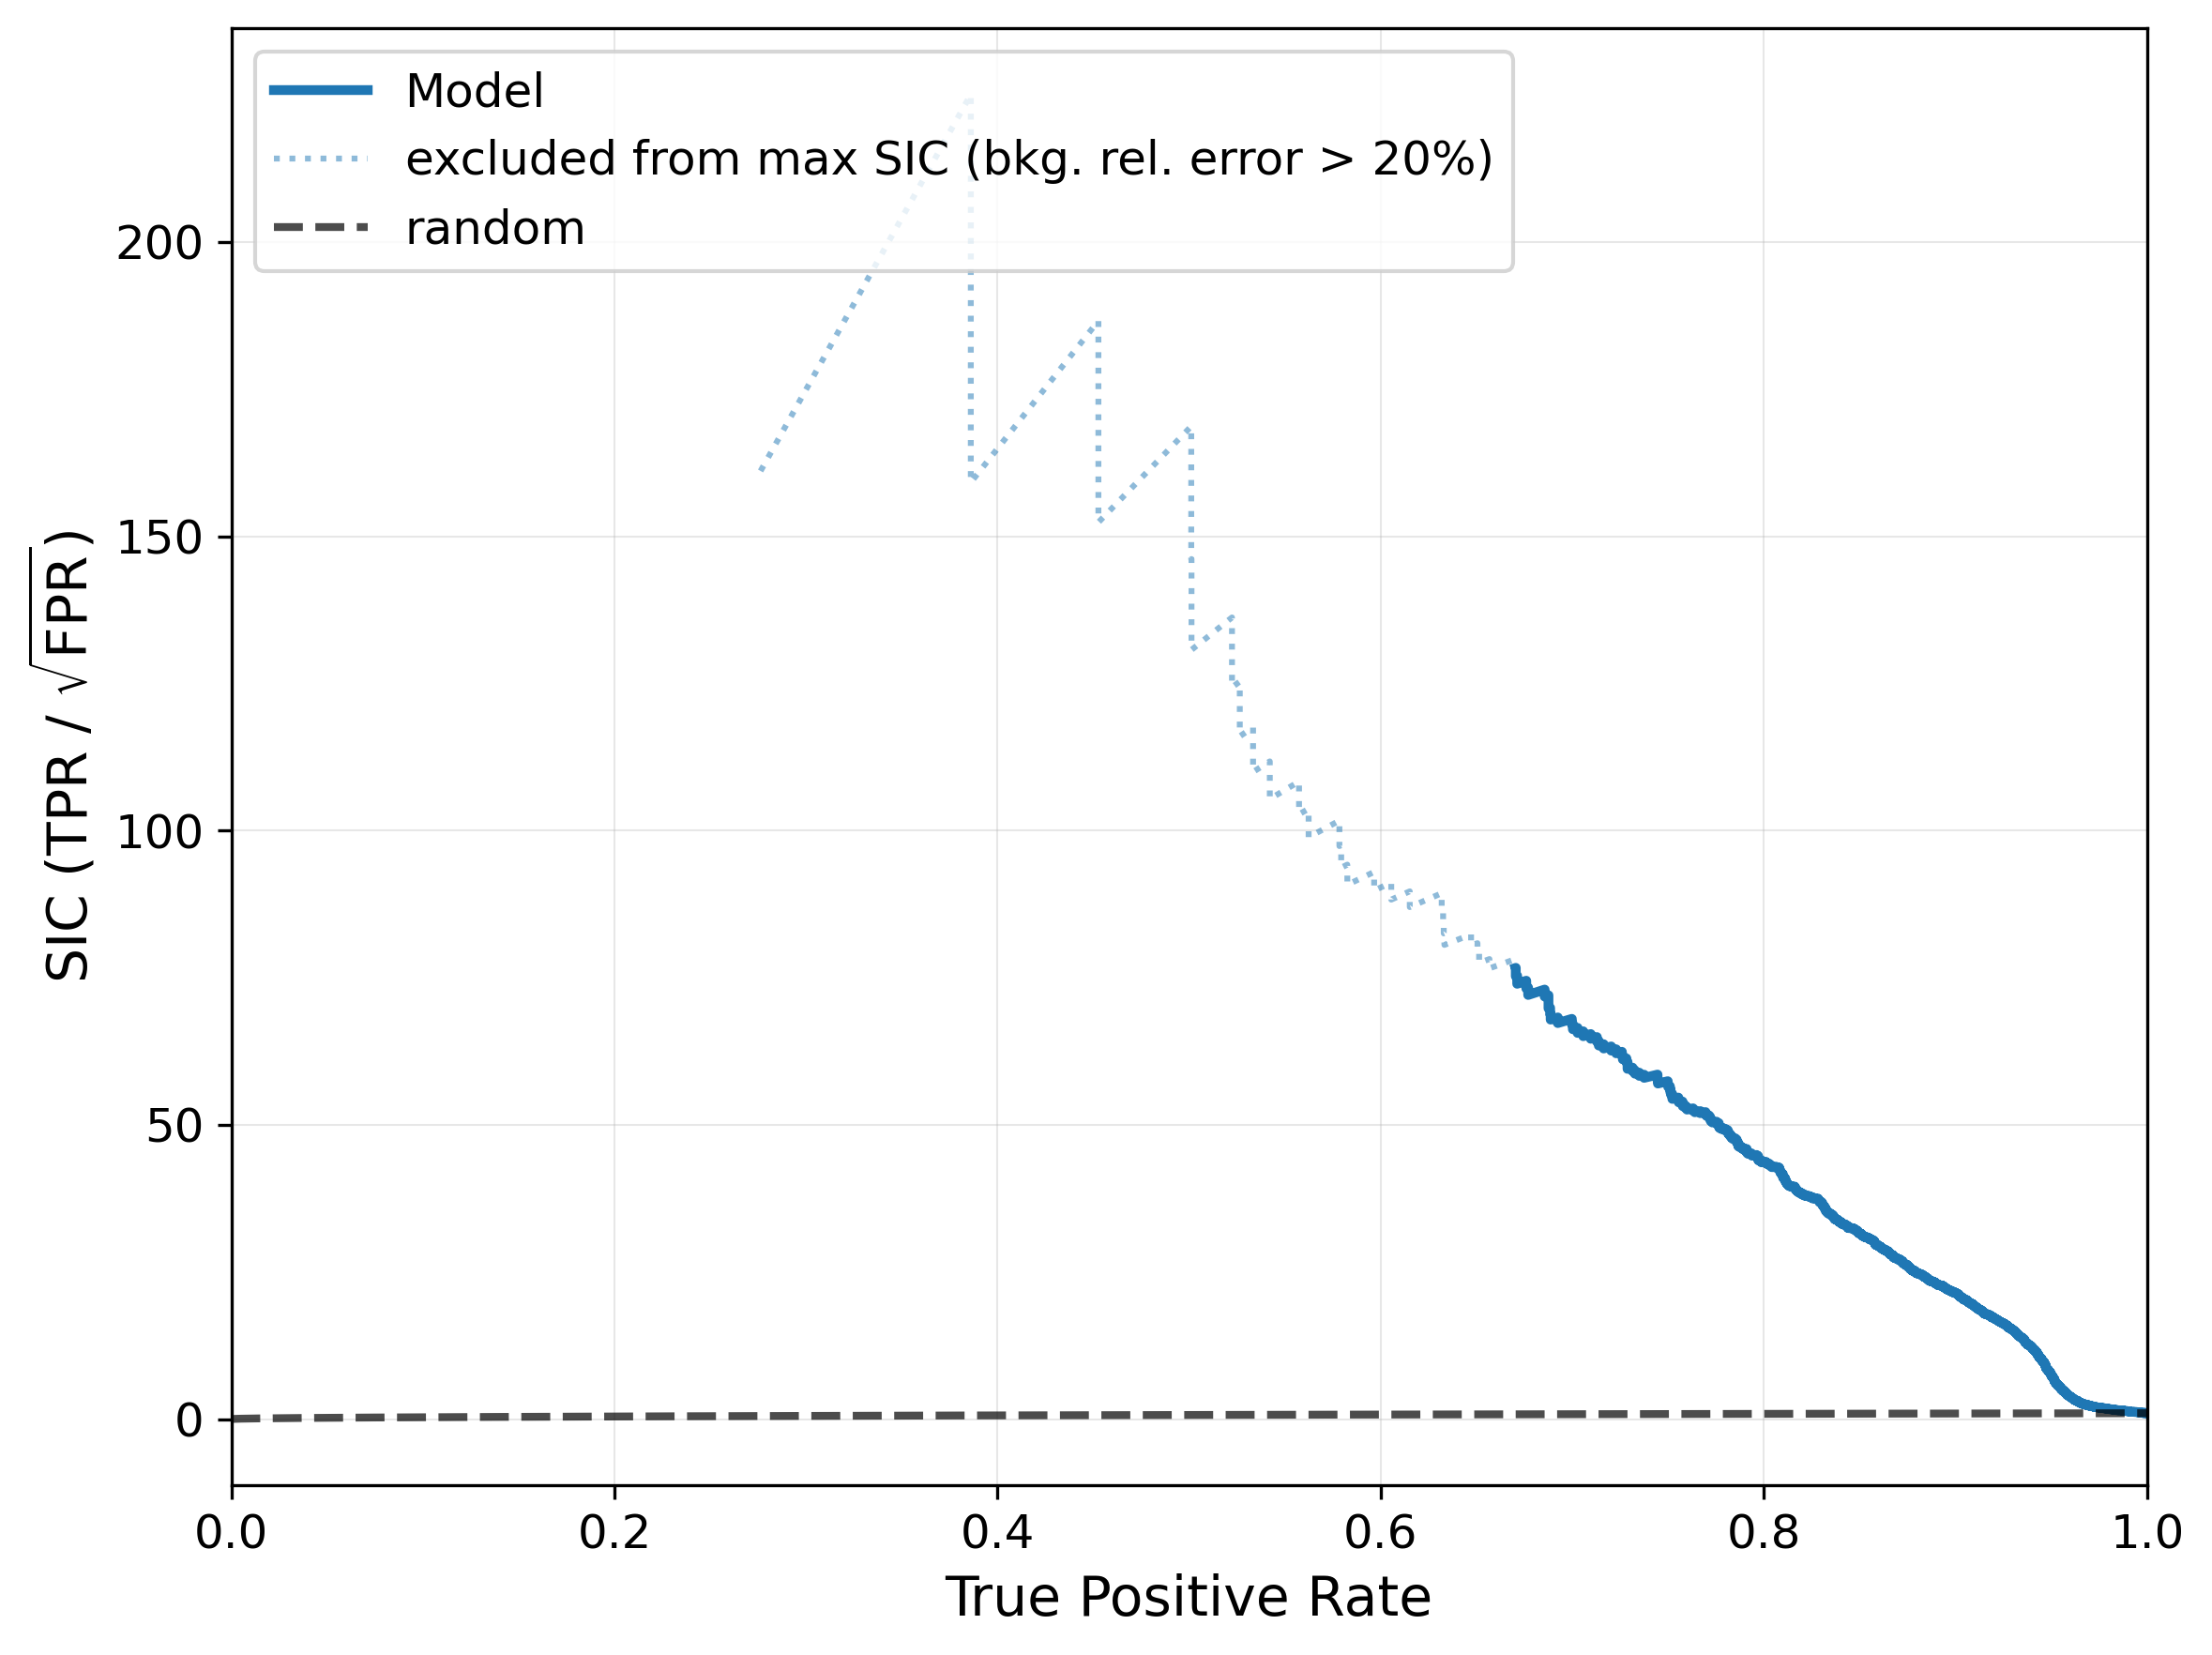 Model
excluded from max SIC (bkg. rel. error > 20%)
random
200
150
100
50
0
SIC (TPR / √FPR)
0.0 0.2 0.4 0.6 0.8 1.0
True Positive Rate